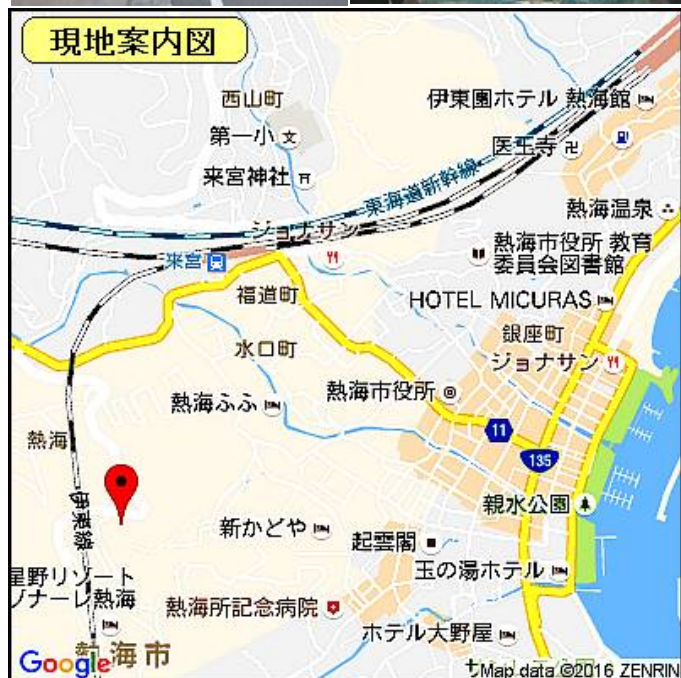 現地案内図
西山町
伊東園ホテル 熱海館
第一小
医王寺
来宮神社
東海道新幹線
熱海温泉
ジョナサン
来宮
熱海市役所 教育
委員会図書館
福道町
HOTEL MICURAS
銀座町
水口町
ジョナサン
熱海ふふ
熱海市役所
11
熱海
135
伊東線
親水公園
新かどや
起雲閣
星野リゾート
玉の湯ホテル
ゾナーレ 熱海
熱海所記念病院
ホテル大野屋
熱海市
Google
Map data ©2016 ZENRIN